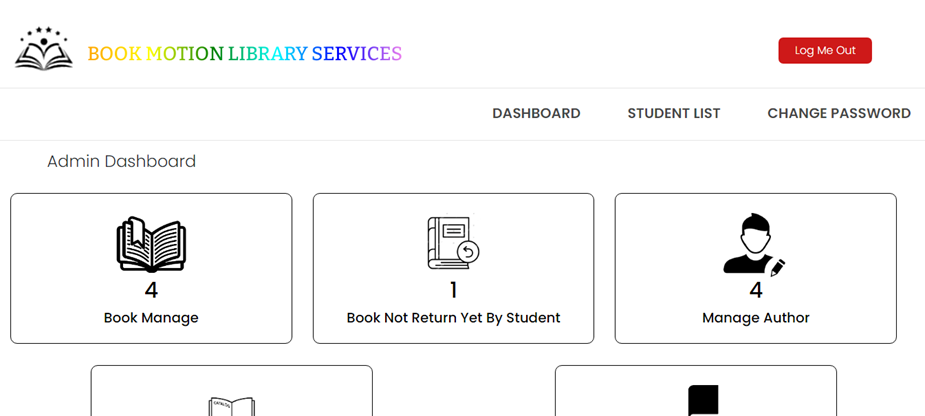 BOOK MOTION LIBRARY SERVICES
Log Me Out
DASHBOARD STUDENT LIST CHANGE PASSWORD
Admin Dashboard
4
Book Manage
1
Book Not Return Yet By Student
4
Manage Author
CATALOG